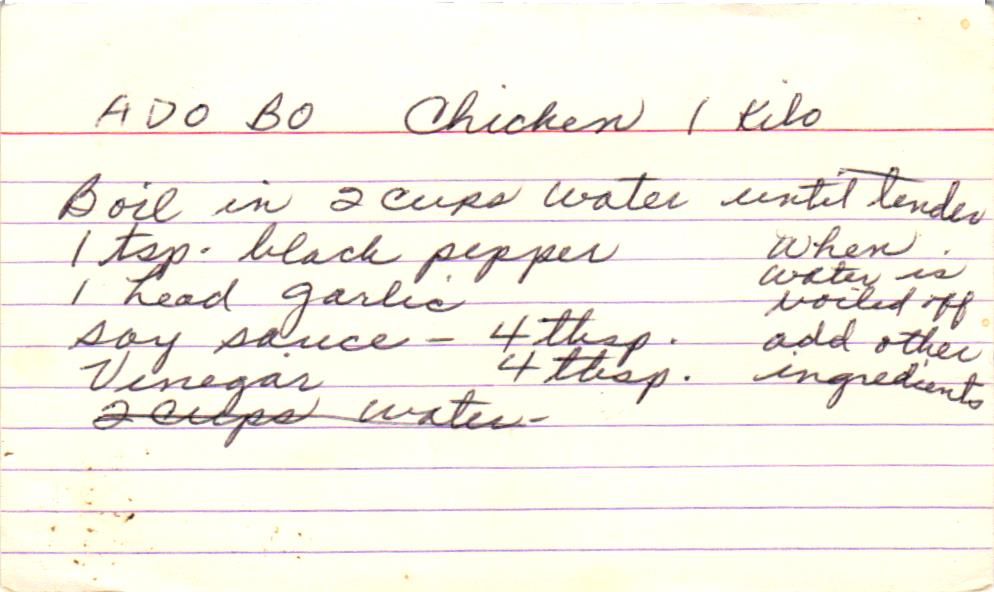 ADO BO Chicken 1 Kilo
Boil in 2 cups water until tender
1 tsp. black pepper
1 head garlic
soy sauce - 4 tbsp.
Vinegar 4 tbsp.
2 cups water-
When
water is
boiled off
add other
ingredients